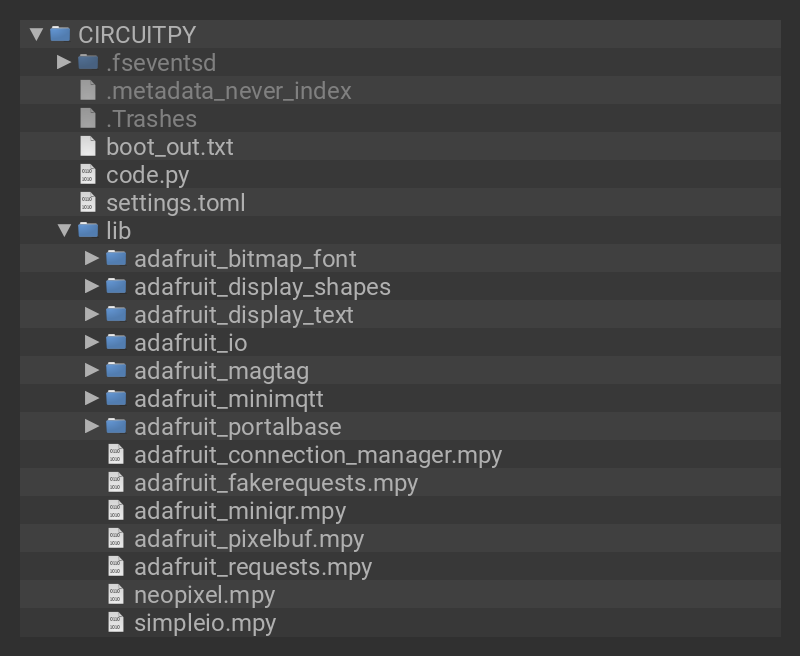 CIRCUITPY
.fseventsd
.metadata_never_index
.Trashes
boot_out.txt
code.py
settings.toml
lib
adafruit_bitmap_font
adafruit_display_shapes
adafruit_display_text
adafruit_io
adafruit_magtag
adafruit_minimqtt
adafruit_portalbase
adafruit_connection_manager.mpy
adafruit_fakerequests.mpy
adafruit_miniqr.mpy
adafruit_pixelbuf.mpy
adafruit_requests.mpy
neopixel.mpy
simpleio.mpy